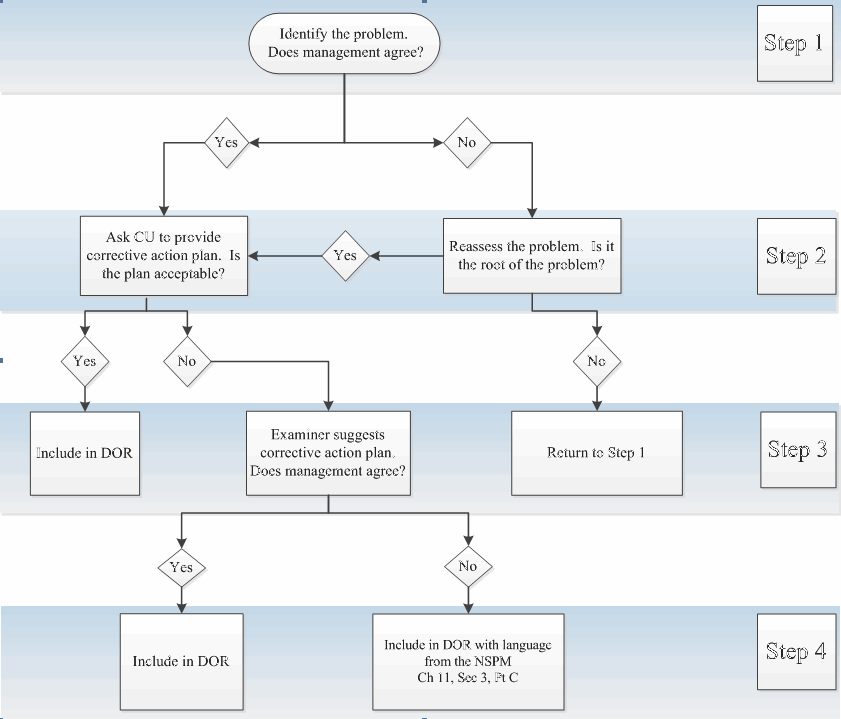 Identify the problem.
Does management agree?
Step 1
Yes
No
Ask CU to provide
corrective action plan. Is
the plan acceptable?
Yes
Reassess the problem. Is it
the root of the problem?
Step 2
Yes
No
No
Include in DOR
Examiner suggests
corrective action plan.
Does management agree?
Return to Step 1
Step 3
Yes
No
Include in DOR
Include in DOR with language
from the NSPM
Ch 11, Sec 3, Pt C
Step 4